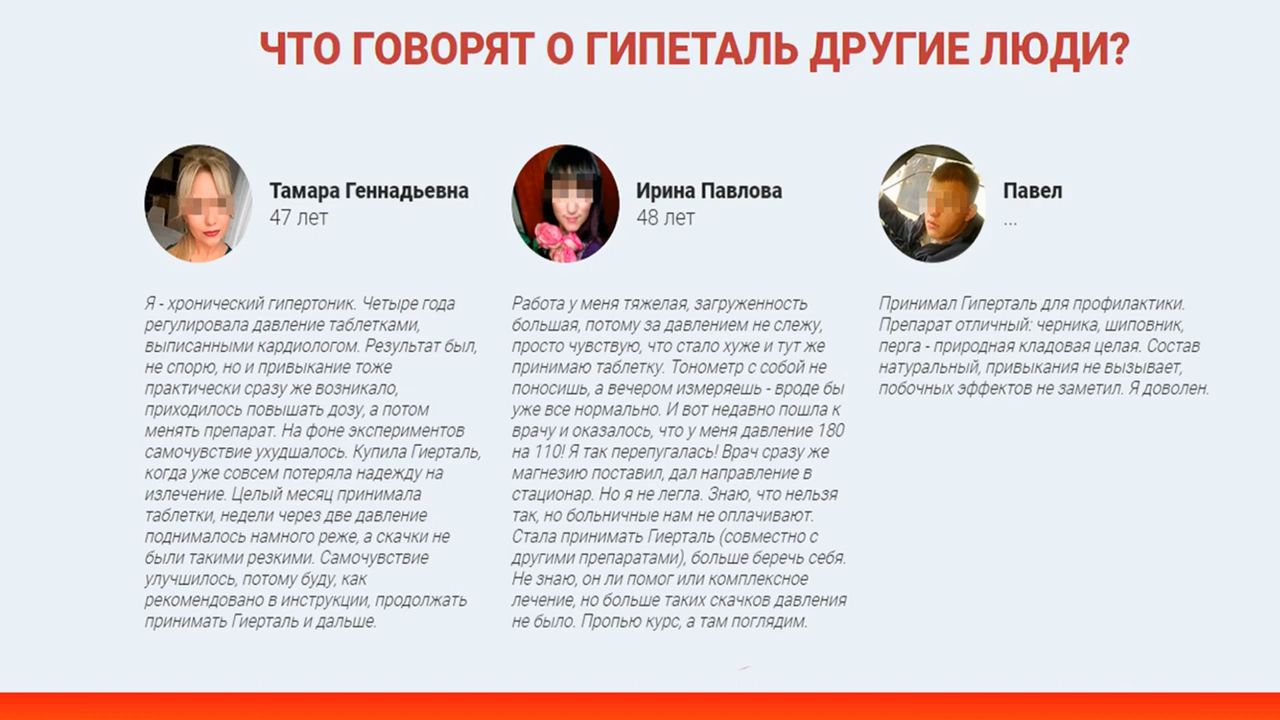 ЧТО ГОВОРЯТ О ГИПЕТАЛЬ ДРУГИЕ ЛЮДИ?
Тамара Геннадьевна
47 лет
Я - хронический гипертоник. Четыре года
регулировала давление таблетками,
выписанными кардиологом. Результат был,
не спорю, но и привыкание тоже
практически сразу же возникало,
приходилось повышать дозу, а потом
менять препарат. На фоне экспериментов
самочувствие ухудшалось. Купила Гиерталь,
когда уже совсем потеряла надежду на
излечение. Целый месяц принимала
таблетки, недели через две давление
поднималось намного реже, а скачки не
были такими резкими. Самочувствие
улучшилось, потому буду, как
рекомендовано в инструкции, продолжать
принимать Гиерталь и дальше.
Ирина Павлова
48 лет
Работа у меня тяжелая, загруженность
большая, потому за давлением не слежу,
просто чувствую, что стало хуже и тут же
принимаю таблетку. Тонометр с собой не
поносишь, а вечером измеряешь - вроде бы
уже все нормально. И вот недавно пошла к
врачу и оказалось, что у меня давление 180
на 110! Я так перепугалась! Врач сразу же
магнезию поставил, дал направление в
стационар. Но я не легла. Знаю, что нельзя
так, но больничные нам не оплачивают.
Стала принимать Гиерталь (совместно с
другими препаратами), больше беречь себя.
Не знаю, он ли помог или комплексное
лечение, но больше таких скачков давления
не было. Пропью курс, а там поглядим.
Павел
...
Принимал Гиперталь для профилактики.
Препарат отличный: черника, шиповник,
перга - природная кладовая целая. Состав
натуральный, привыкания не вызывает,
побочных эффектов не заметил. Я доволен.